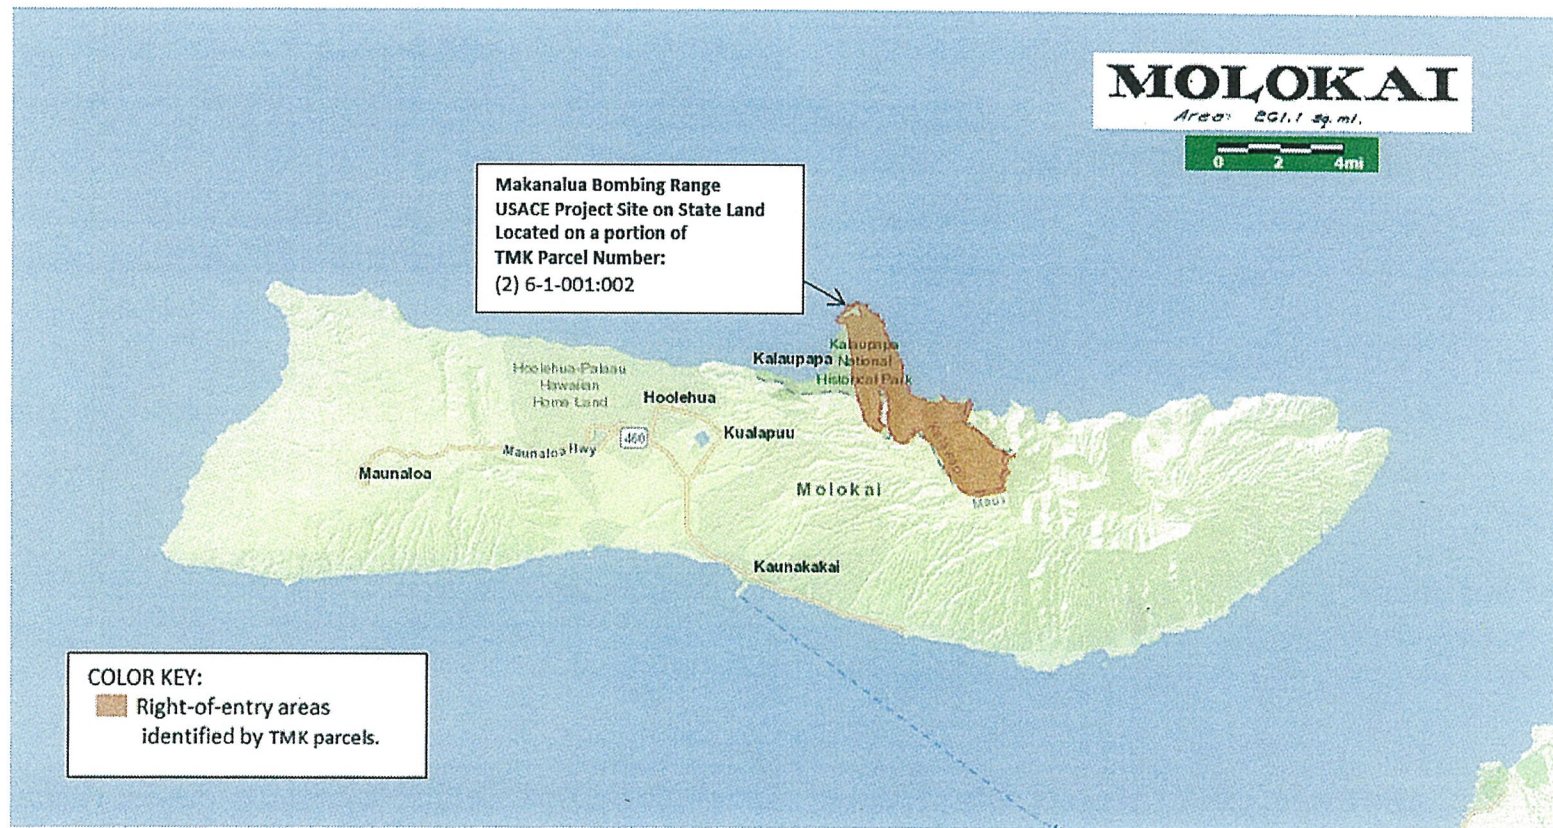 MOLOKAI
Area: 261.1 sq. mi.
0 2 4mi
Makanalua Bombing Range
USACE Project Site on State Land
Located on a portion of
TMK Parcel Number:
(2) 6-1-001:002
Kalaupapa
Kalaupapa
National
Historical Park
Hoolehua-Palaau
Hawaiian
Home Land
Hoolehua
460
Kualapuu
Maunaloa Hwy
Maunaloa
Molokai
Maui
Kaunakakai
COLOR KEY:
Right-of-entry areas
identified by TMK parcels.